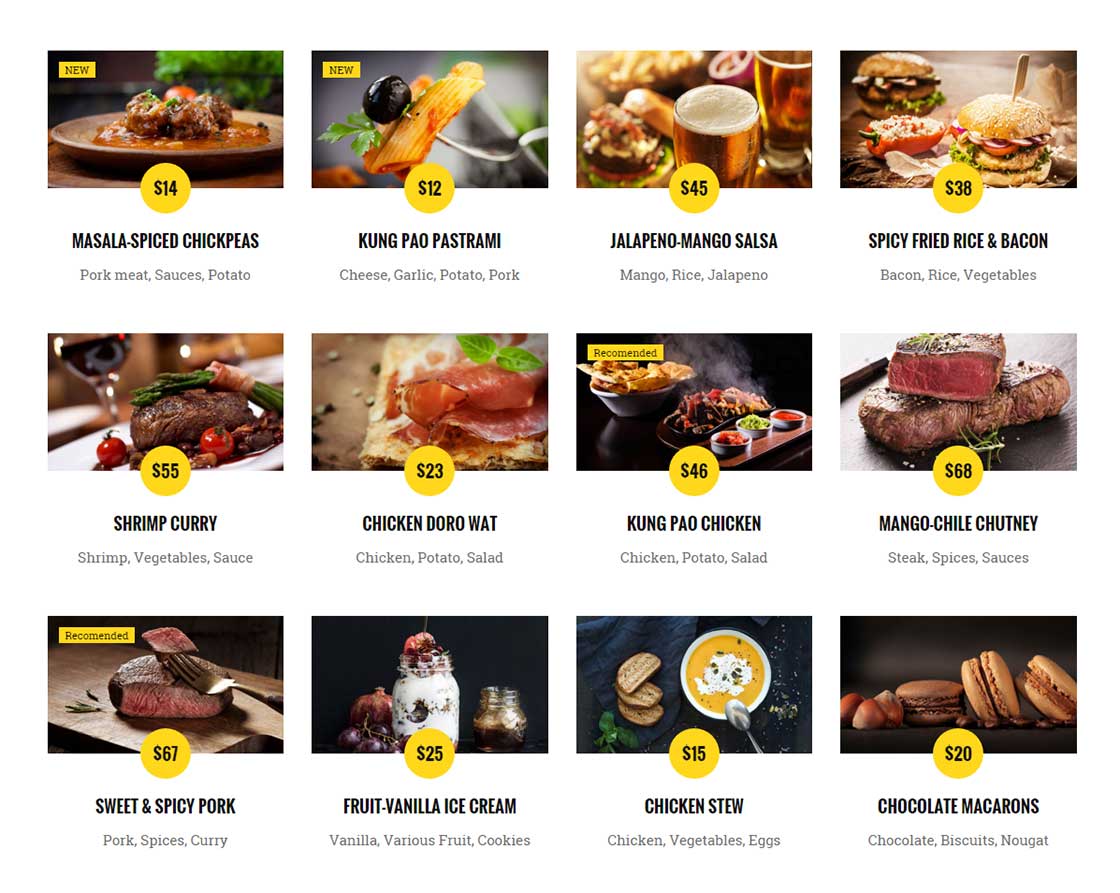 NEW
NEW
$14
$12
$45
$38
MASALA-SPICED CHICKPEAS
KUNG PAO PASTRAMI
JALAPENO-MANGO SALSA
SPICY FRIED RICE & BACON
Pork meat, Sauces, Potato
Cheese, Garlic, Potato, Pork
Mango, Rice, Jalapeno
Bacon, Rice, Vegetables
Recomended
$55
$23
$46
$68
SHRIMP CURRY
CHICKEN DORO WAT
KUNG PAO CHICKEN
MANGO-CHILE CHUTNEY
Shrimp, Vegetables, Sauce
Chicken, Potato, Salad
Chicken, Potato, Salad
Steak, Spices, Sauces
Recomended
$67
$25
$15
$20
SWEET & SPICY PORK
FRUIT-VANILLA ICE CREAM
CHICKEN STEW
CHOCOLATE MACARONS
Pork, Spices, Curry
Vanilla, Various Fruit, Cookies
Chicken, Vegetables, Eggs
Chocolate, Biscuits, Nougat